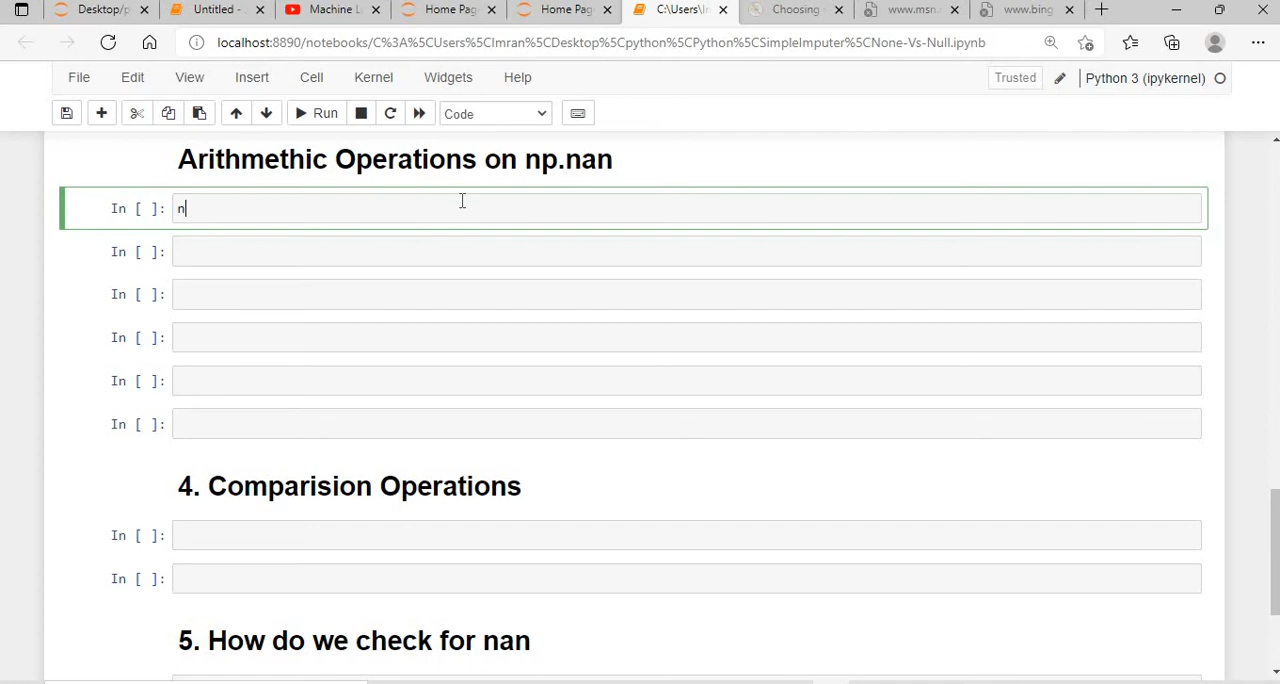 Desktop/p
Untitled -
Machine L
Home Pag
Home Pag
C:\Users\In
Choosing
www.msn.
www.bing
localhost:8890/notebooks/C%3A%5CUsers%5CImran%5CDesktop%5Cpython%5CPython%5CSimpleImputer%5CNone-Vs-Null.ipynb
File Edit View Insert Cell Kernel Widgets Help
Trusted
Python 3 (ipykernel)
Run
Code
Arithmethic Operations on np.nan
In [ ]: n
In [ ]:
In [ ]:
In [ ]:
In [ ]:
In [ ]:
4. Comparision Operations
In [ ]:
In [ ]:
5. How do we check for nan